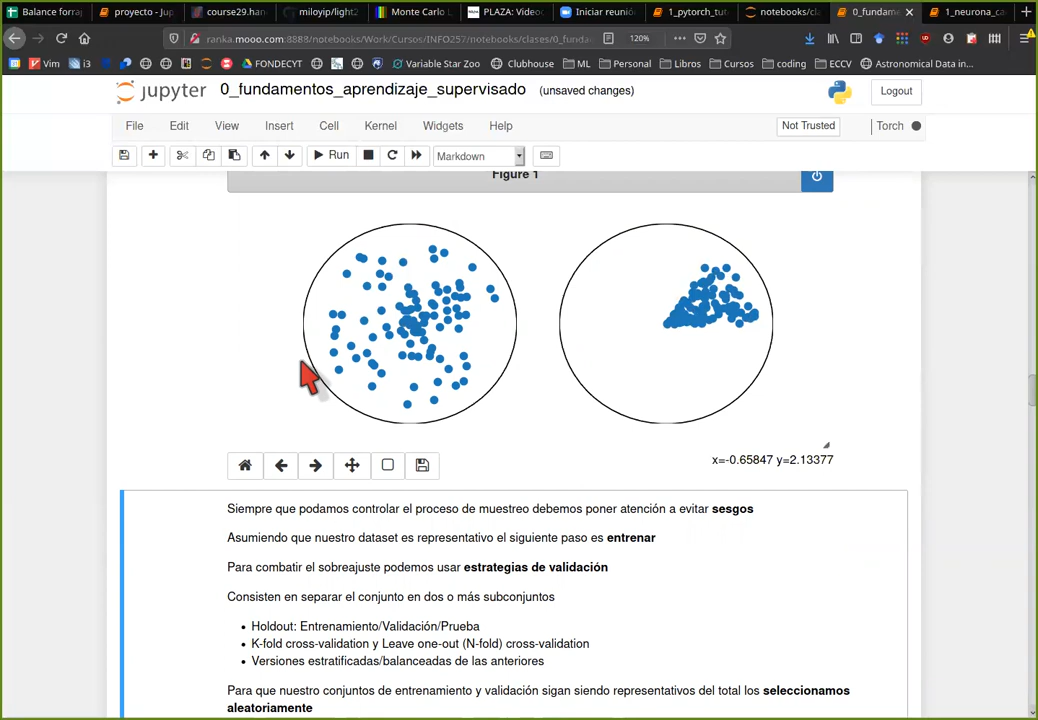 Balance forraj
proyecto - Jup
course29.han
miloyip/light2
Monte Carlo I
PLAZA: Videoc
Iniciar reunió
1_pytorch_tut
notebooks/cla
0_fundame
1_neurona_ca
ranka.mooo.com:8888/notebooks/Work/Cursos/INFO257/notebooks/clases/0_funda
120%
Vim
i3
FONDECYT
Variable Star Zoo
Clubhouse
ML
Personal
Libros
Cursos
coding
ECCV
Astronomical Data in...
jupyter 0_fundamentos_aprendizaje_supervisado (unsaved changes)
Logout
File Edit View Insert Cell Kernel Widgets Help
Not Trusted
Torch
Run
Markdown
Figure 1
x=-0.65847 y=2.13377
Siempre que podamos controlar el proceso de muestreo debemos poner atención a evitar sesgos
Asumiendo que nuestro dataset es representativo el siguiente paso es entrenar
Para combatir el sobreajuste podemos usar estrategias de validación
Consisten en separar el conjunto en dos o más subconjuntos
• Holdout: Entrenamiento/Validación/Prueba
• K-fold cross-validation y Leave one-out (N-fold) cross-validation
• Versiones estratificadas/balanceadas de las anteriores
Para que nuestro conjuntos de entrenamiento y validación sigan siendo representativos del total los seleccionamos
aleatoriamente